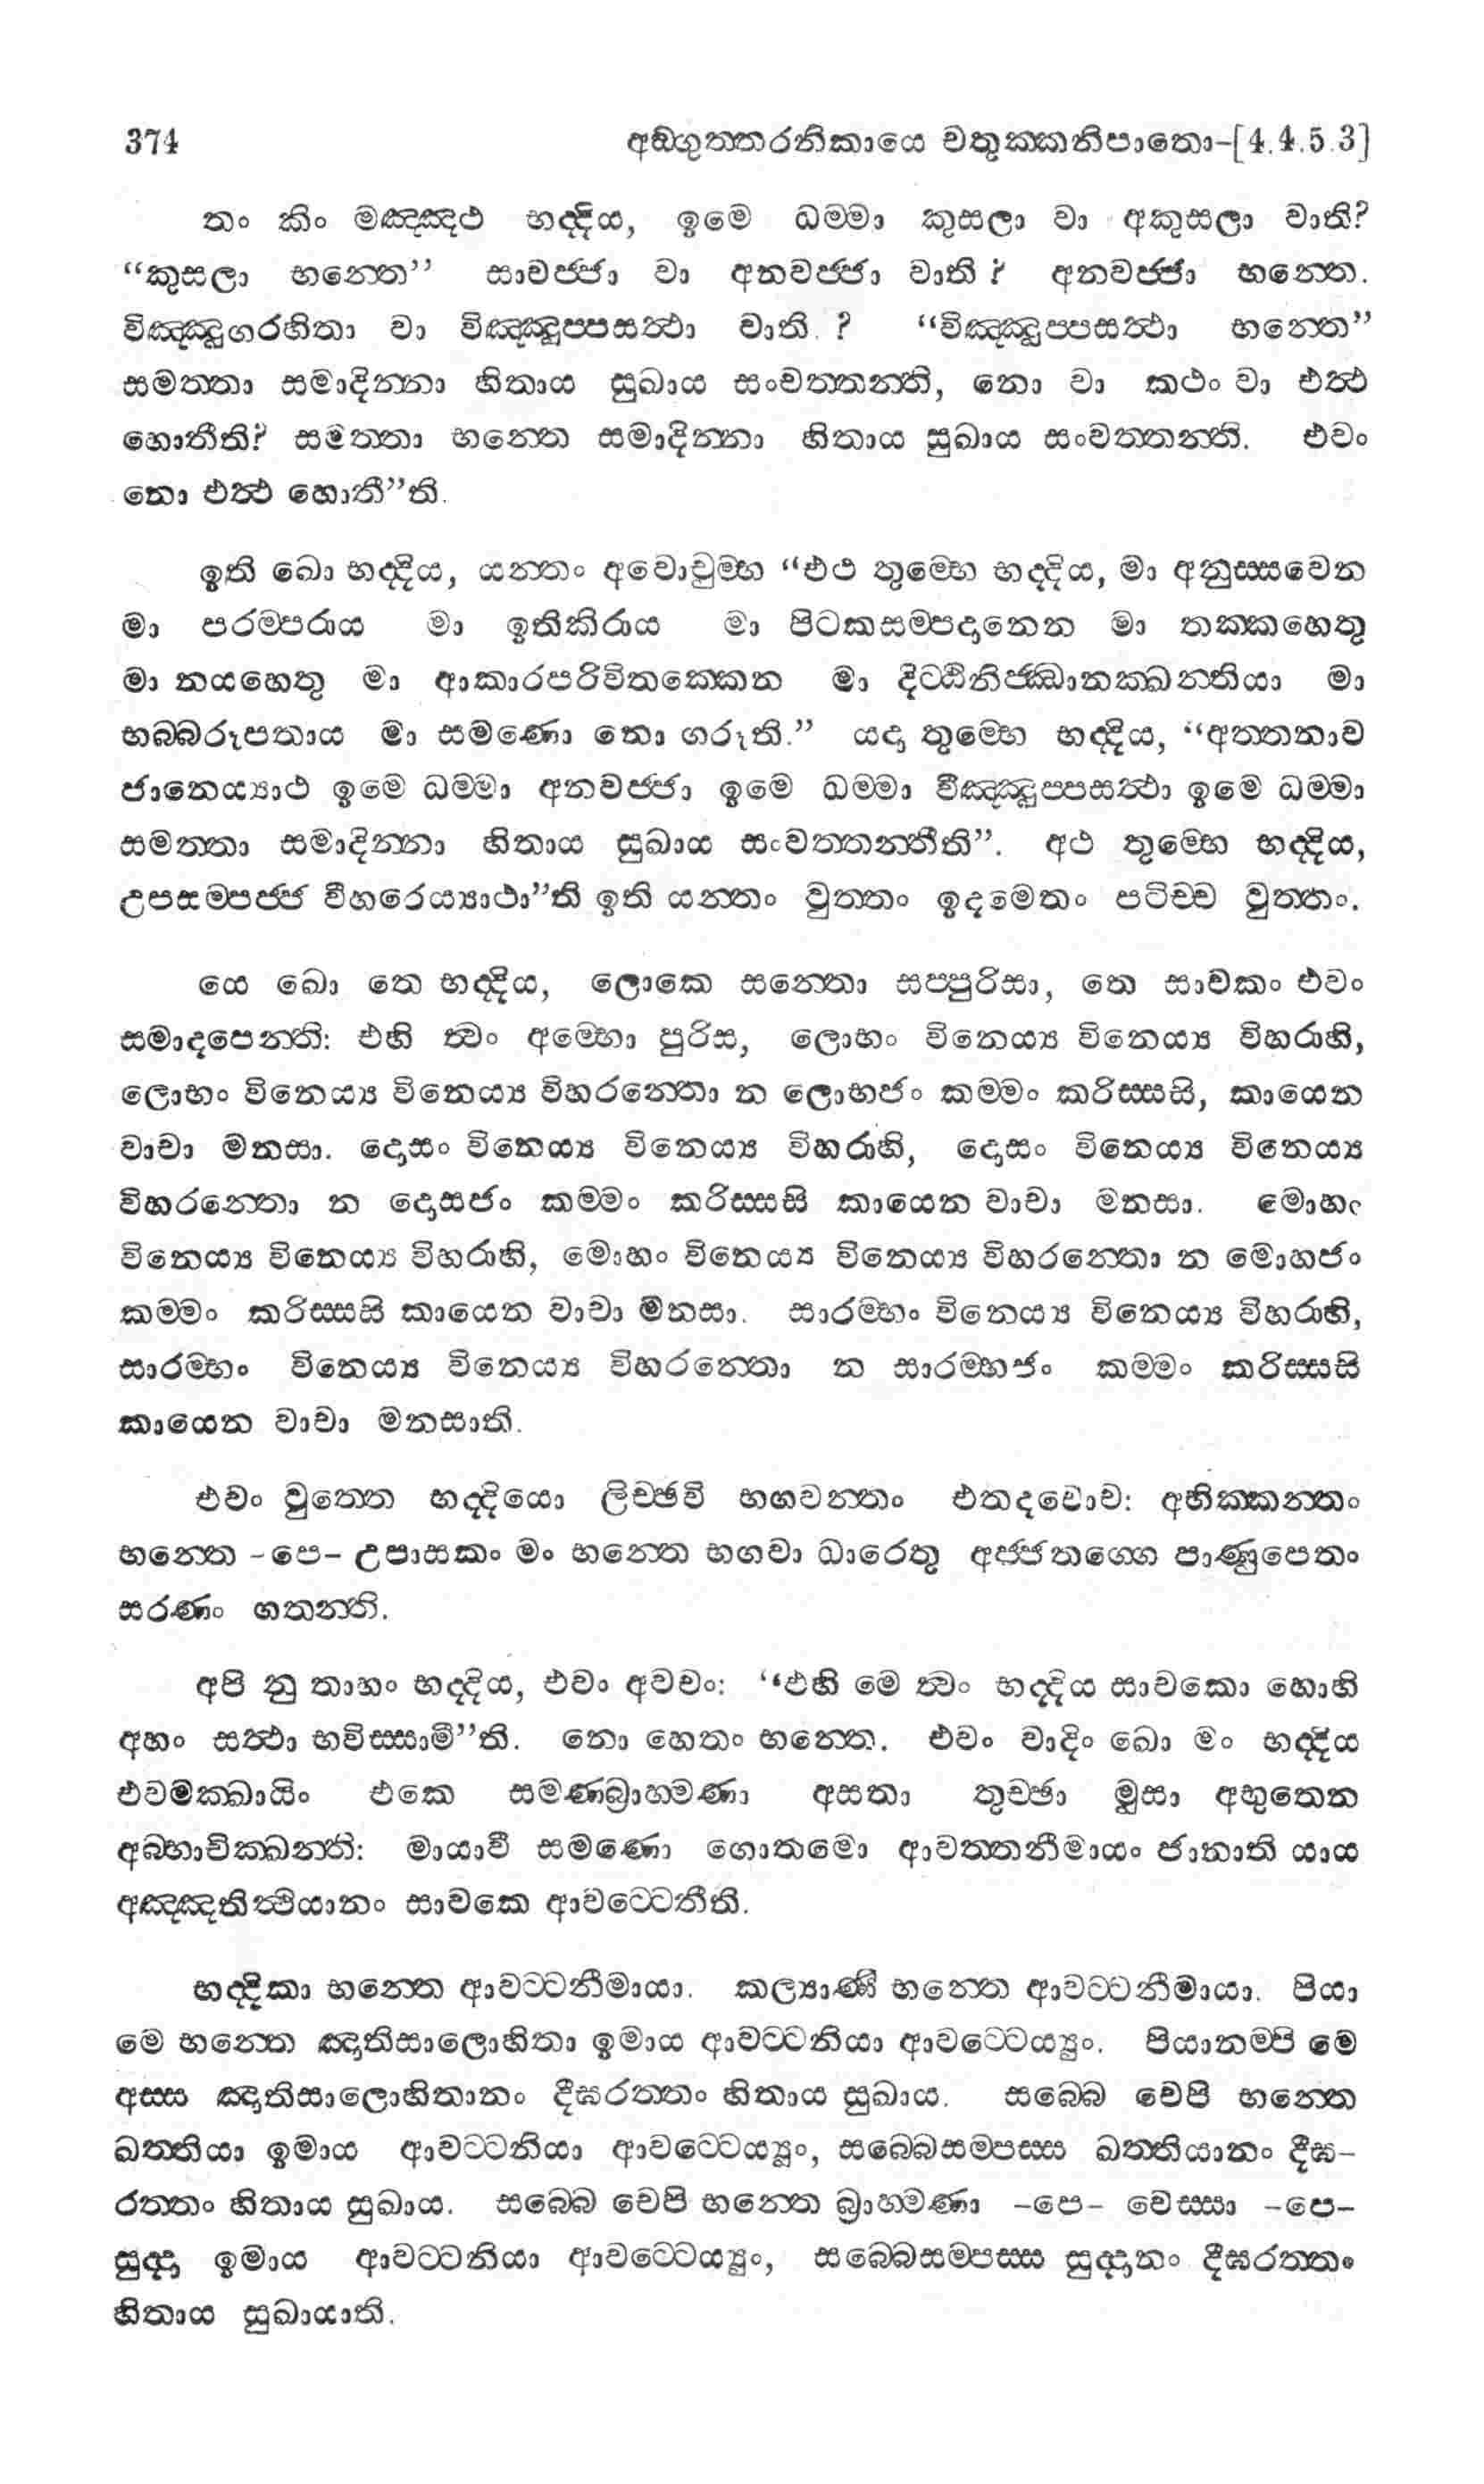 374 අඞ්ගුත්තරනිකායෙ චතුක්කනිපාතො-[4.4.5.3]
තං කිං මඤ්ඤථ භද්දිය, ඉමෙ ධම්මා කුසලා වා අකුසලා වාති?
“කුසලා භන්තෙ” සාවජ්ජා වා අනවජ්ජා වාති ? අනවජ්ජා භන්තෙ.
විඤ්ඤුගරහිතා වා විඤ්ඤුප්පසත්ථා වාති. ? “විඤ්ඤුප්පසත්ථා භන්තෙ”
සමත්තා සමාදින්නා හිතාය සුඛාය සංවත්තන්ති, නො වා කථං වා එත්ථ
හොතීති? සමත්තා භන්තෙ සමාදින්නා හිතාය සුඛාය සංවත්තන්ති. එවං
නො එත්ථ හොතී”ති.
ඉති ඛො භද්දිය, යන්තං අවොචුම්භ “එථ තුම්හෙ භද්දිය, මා අනුස්සවෙන
මා පරම්පරාය මා ඉතිකිරාය මා පිටකසම්පදානෙන මා තක්කහෙතු
මා නයහෙතු මා ආකාරපරිවිතක්කෙන මා දිට්ඨිනිජ්ඣානක්ඛන්තියා මා
භබ්බරූපතාය මා සමණො නො ගරූති.” යදා තුම්හෙ භද්දිය, “අත්තනාව
ජානෙය්‍යාථ ඉමෙ ධම්මා අනවජ්ජා ඉමෙ ධම්මා විඤ්ඤුප්පසත්ථා ඉමෙ ධම්මා
සමත්තා සමාදින්නා හිතාය සුඛාය සංවත්තන්තීති”. අථ තුම්හෙ භද්දිය,
උපසම්පජ්ජ විහරෙය්‍යාථා”ති ඉති යන්තං වුත්තං ඉදමෙතං පටිච්ච වුත්තං.
යෙ ඛො තෙ භද්දිය, ලොකෙ සන්තො සප්පුරිසා, තෙ සාවකං එවං
සමාදපෙන්ති: එහි ත්වං අම්භො පුරිස, ලොභං විනෙය්‍ය විනෙය්‍ය විහරාහි,
ලොභං විනෙය්‍ය විනෙය්‍ය විහරන්තො න ලොභජං කම්මං කරිස්සසි, කායෙන
වාචා මනසා. දොසං විනෙය්‍ය විනෙය්‍ය විහරාහි, දොසං විනෙය්‍ය විනෙය්‍ය
විහරන්තො න දොසජං කම්මං කරිස්සසි කායෙන වාචා මනසා. මොහං
විනෙය්‍ය විනෙය්‍ය විහරාහි, මොහං විනෙය්‍ය විනෙය්‍ය විහරන්තො න මොහජං
කම්මං කරිස්සසි කායෙන වාචා මනසා. සාරම්භං විනෙය්‍ය විනෙය්‍ය විහරාහි,
සාරම්භං විනෙය්‍ය විනෙය්‍ය විහරන්තො න සාරම්භජං කම්මං කරිස්සසි
කායෙන වාචා මනසාති.
එවං වුත්තෙ භද්දියො ලිච්ඡවි භගවන්තං එතදවොච: අභික්කන්තං
භන්තෙ -පෙ- උපාසකං මං භන්තෙ භගවා ධාරෙතු අජ්ජතග්ගෙ පාණුපෙතං
සරණං ගතන්ති.
අපි නු තාහං භද්දිය, එවං අවචං: “එහි මෙ ත්වං භද්දිය සාවකො හොහි
අහං සත්ථා භවිස්සාමී”ති. නො හෙතං භන්තෙ. එවං වාදිං ඛො මං භද්දිය
එවමක්ඛායිං එකෙ සමණබ්‍රාහ්මණා අසතා තුච්ඡා මුසා අභුතෙන
අබ්භාචික්ඛන්ති: මායාවී සමණො ගොතමො ආවත්තනීමායං ජානාති යාය
අඤ්ඤතිත්ථියානං සාවකෙ ආවට්ටෙතීති.
භද්දිකා භන්තෙ ආවට්ටනීමායා. කල්‍යාණී භන්තෙ ආවට්ටනීමායා. පියා
මෙ භන්තෙ ඤාතිසාලොහිතා ඉමාය ආවට්ටනියා ආවට්ටෙය්‍යුං. පියානම්පි මෙ
අස්ස ඤාතිසාලොහිතානං දීඝරත්තං හිතාය සුඛාය. සබ්බෙ චෙපි භන්තෙ
ඛත්තියා ඉමාය ආවට්ටනියා ආවට්ටෙය්‍යුං, සබ්බෙසම්පස්ස ඛත්තියානං දීඝ-
රත්තං හිතාය සුඛාය. සබ්බෙ චෙපි භන්තෙ බ්‍රාහ්මණා -පෙ- වෙස්සා -පෙ-
සුද්දා ඉමාය ආවට්ටනියා ආවට්ටෙය්‍යුං, සබ්බෙසම්පස්ස සුද්දානං දීඝරත්තං
හිතාය සුඛායාති.